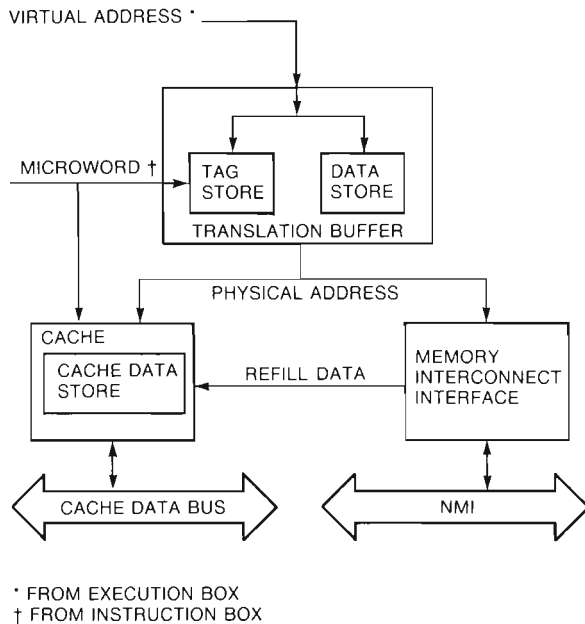 VIRTUAL ADDRESS *
MICROWORD †
TAG
STORE
DATA
STORE
TRANSLATION BUFFER
PHYSICAL ADDRESS
CACHE
CACHE DATA
STORE
REFILL DATA
MEMORY
INTERCONNECT
INTERFACE
CACHE DATA BUS
NMI
* FROM EXECUTION BOX
† FROM INSTRUCTION BOX